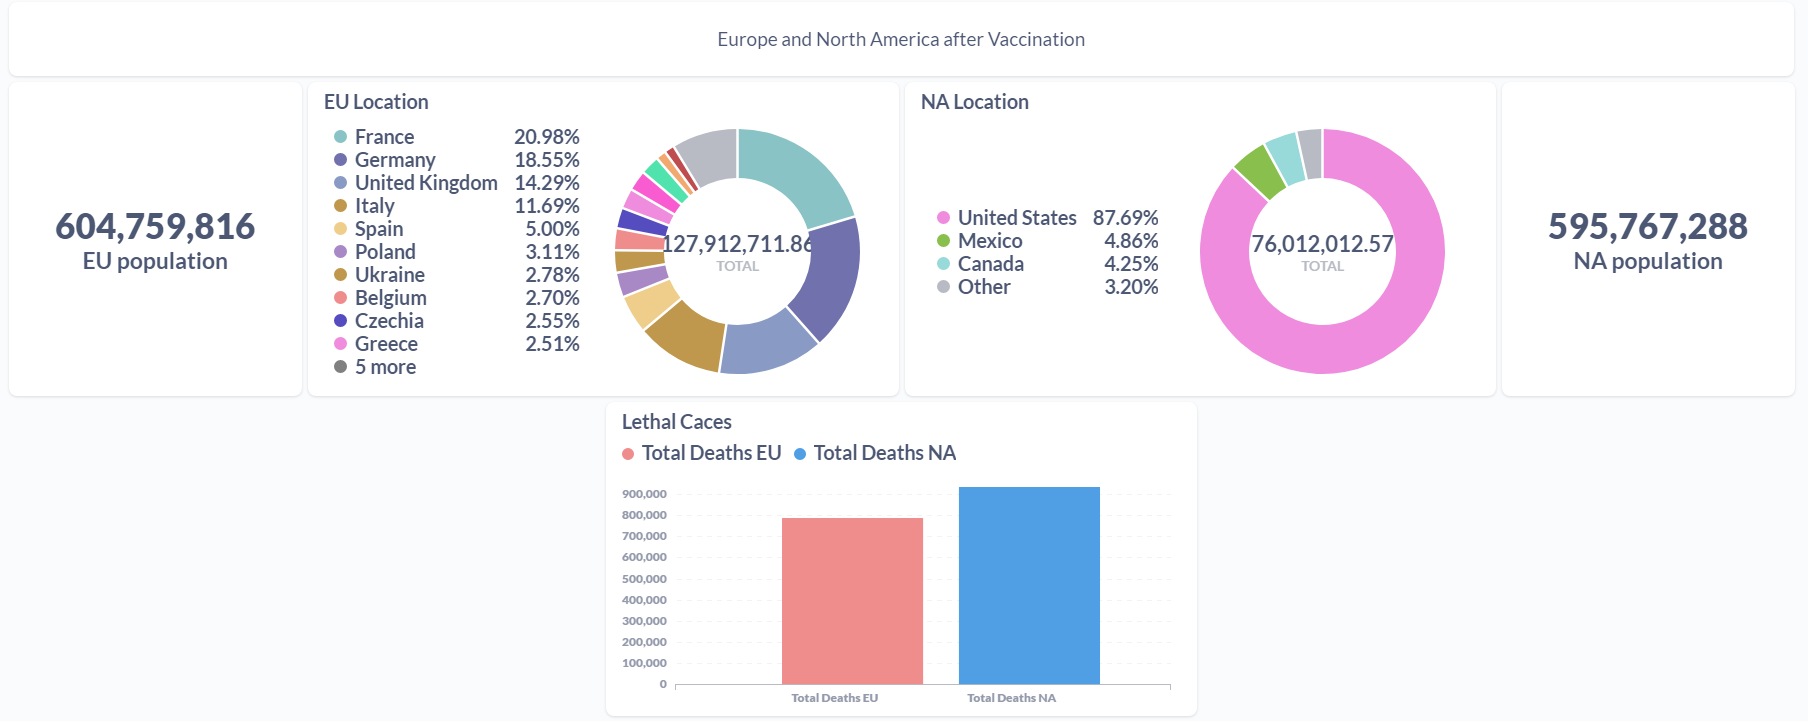 Europe and North America after Vaccination
604,759,816
EU population
EU Location
France 20.98%
Germany 18.55%
United Kingdom 14.29%
Italy 11.69%
Spain 5.00%
Poland 3.11%
Ukraine 2.78%
Belgium 2.70%
Czechia 2.55%
Greece 2.51%
5 more
127,912,711.86
TOTAL
NA Location
United States 87.69%
Mexico 4.86%
Canada 4.25%
Other 3.20%
76,012,012.57
TOTAL
595,767,288
NA population
Lethal Caces
Total Deaths EU Total Deaths NA
900,000
800,000
700,000
600,000
500,000
400,000
300,000
200,000
100,000
0
Total Deaths EU Total Deaths NA